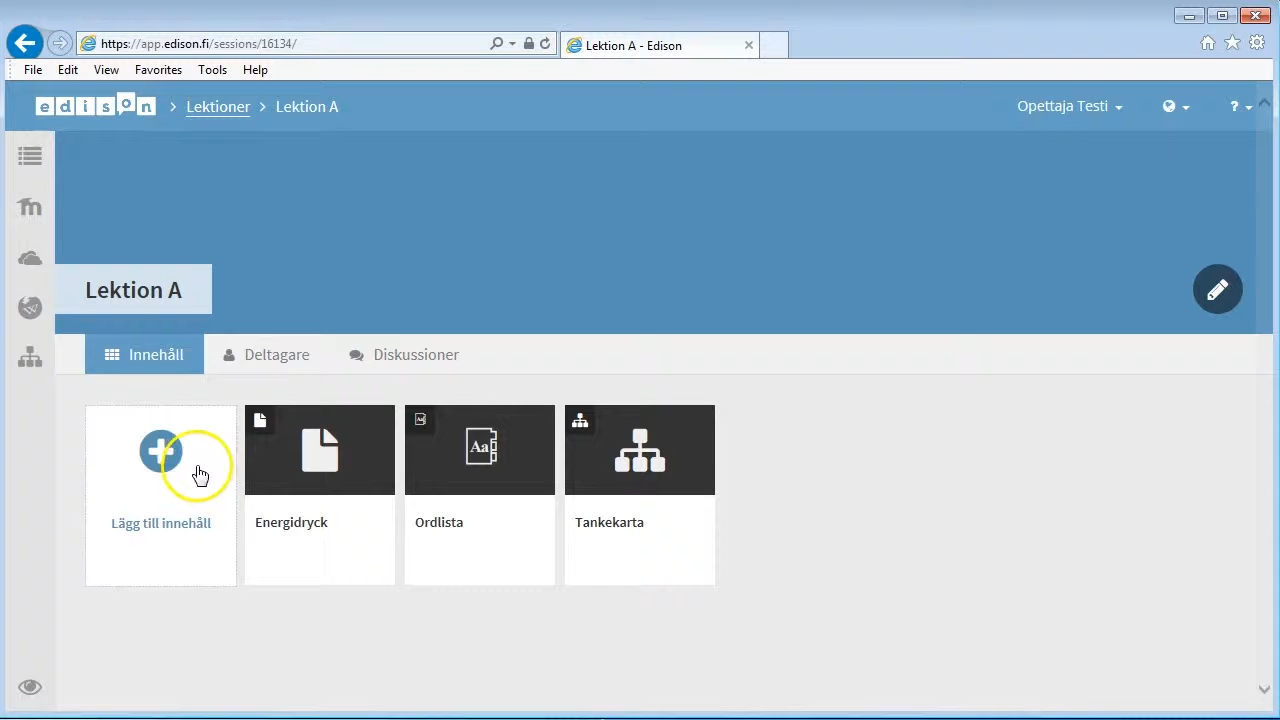 https://app.edison.fi/sessions/16134/
Lektion A - Edison
File Edit View Favorites Tools Help
edison > Lektioner > Lektion A
Opettaja Testi
?
Lektion A
Innehåll Deltagare Diskussioner
Aa
Lägg till innehåll
Energidryck
Ordlista
Tankekarta